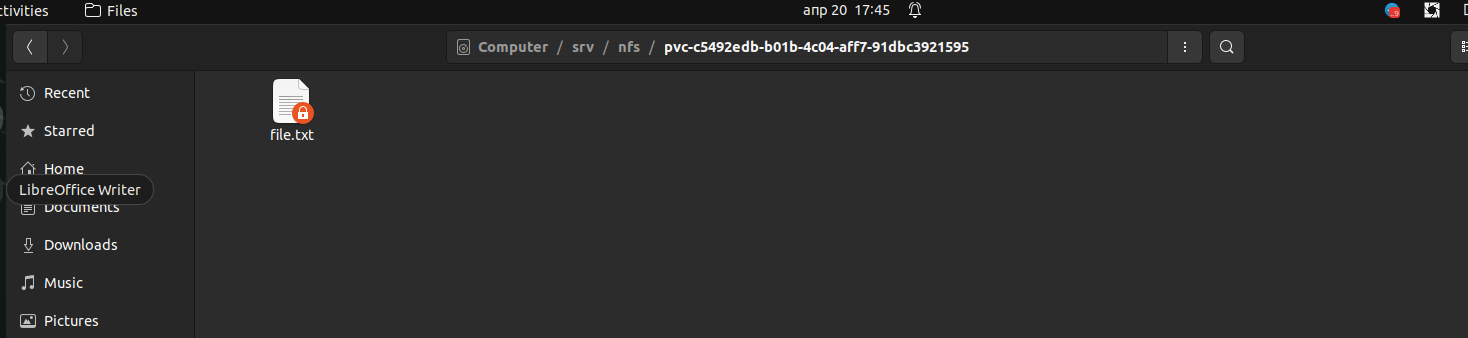 ctivities Files апр 20 17:45
Computer / srv / nfs / pvc-c5492edb-b01b-4c04-aff7-91dbc3921595
Recent
Starred
Home
LibreOffice Writer
Documents
Downloads
Music
Pictures
file.txt